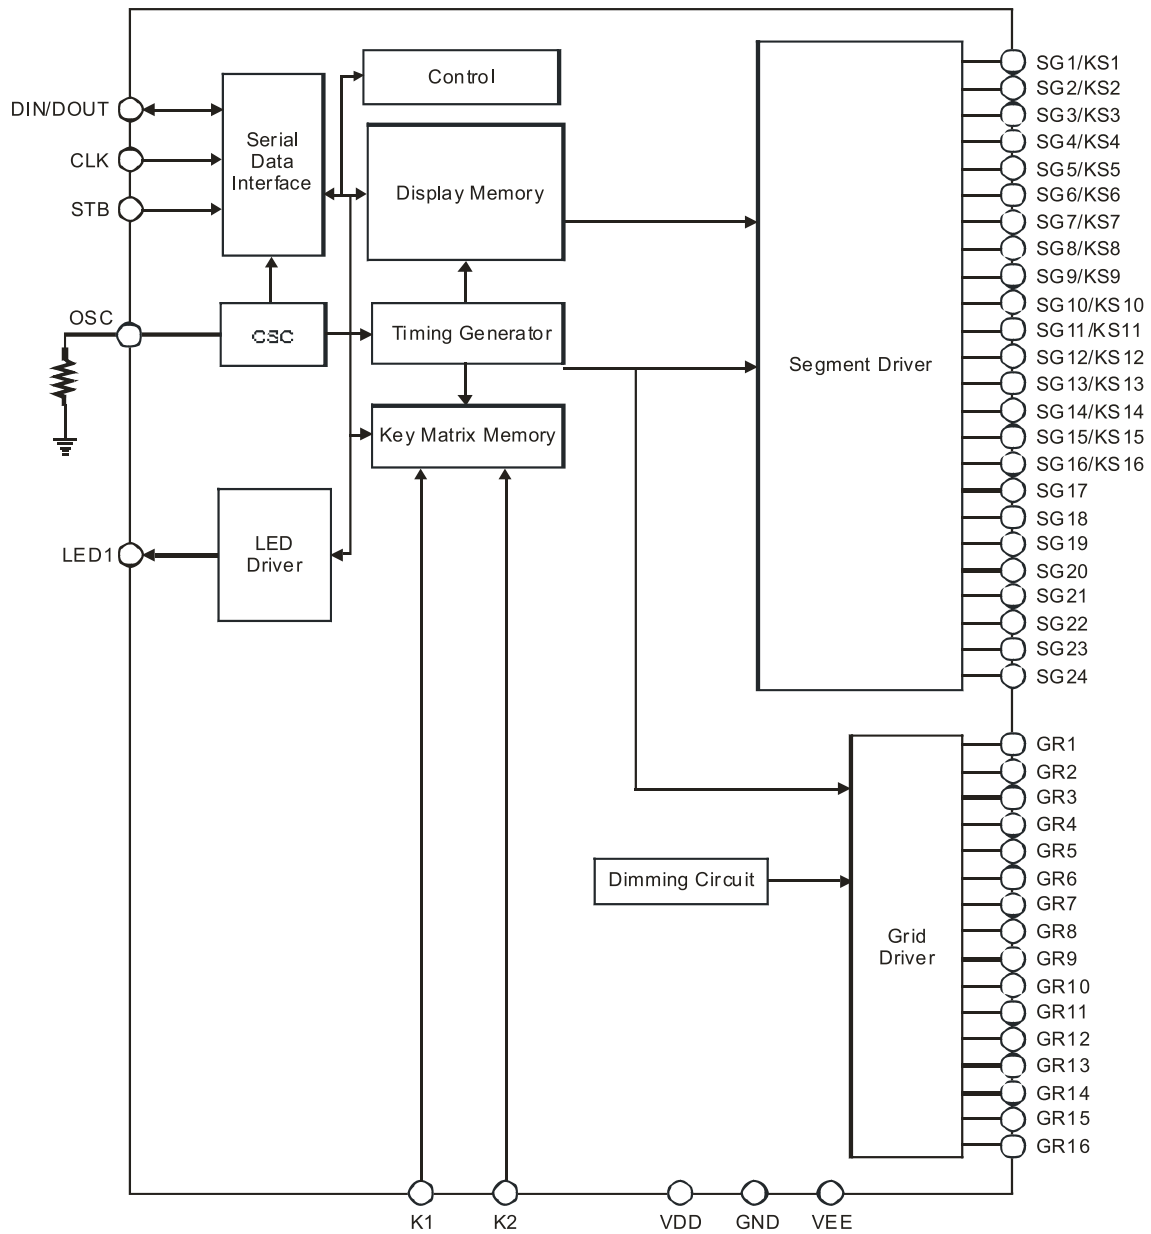 Control
DIN/DOUT
CLK
STB
Serial
Data
Interface
Display Memory
OSC
OSC
Timing Generator
Key Matrix Memory
LED1
LED
Driver
Segment Driver
SG1/KS1
SG2/KS2
SG3/KS3
SG4/KS4
SG5/KS5
SG6/KS6
SG7/KS7
SG8/KS8
SG9/KS9
SG10/KS10
SG11/KS11
SG12/KS12
SG13/KS13
SG14/KS14
SG15/KS15
SG16/KS16
SG17
SG18
SG19
SG20
SG21
SG22
SG23
SG24
Dimming Circuit
Grid
Driver
GR1
GR2
GR3
GR4
GR5
GR6
GR7
GR8
GR9
GR10
GR11
GR12
GR13
GR14
GR15
GR16
K1
K2
VDD
GND
VEE